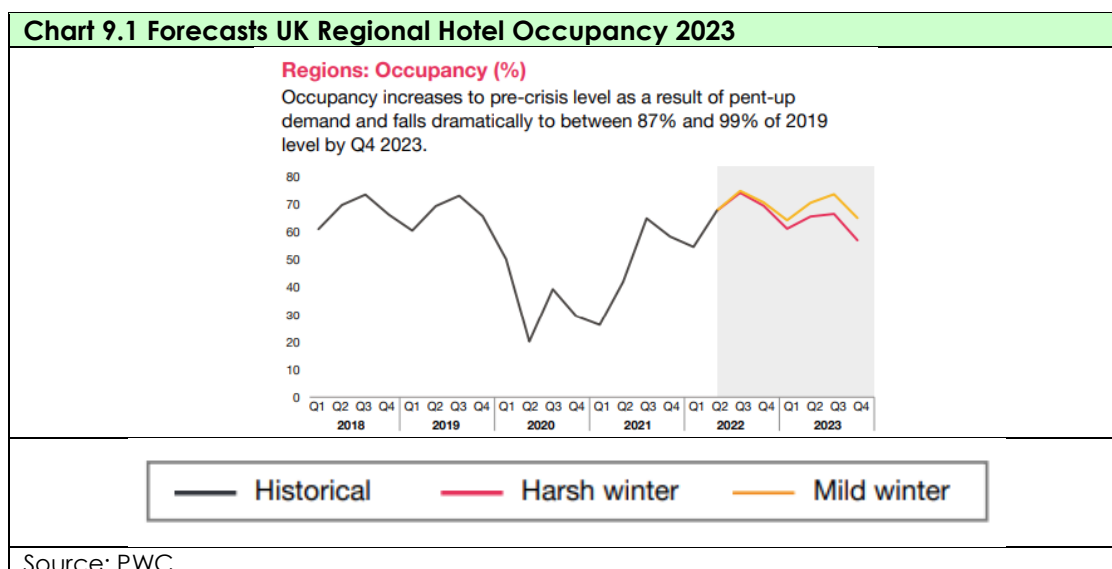 Chart 9.1 Forecasts UK Regional Hotel Occupancy 2023
Regions: Occupancy (%)
Occupancy increases to pre-crisis level as a result of pent-up
demand and falls dramatically to between 87% and 99% of 2019
level by Q4 2023.
80
70
60
50
40
30
20
10
0
Q1 Q2 Q3 Q4 Q1 Q2 Q3 Q4 Q1 Q2 Q3 Q4 Q1 Q2 Q3 Q4 Q1 Q2 Q3 Q4 Q1 Q2 Q3 Q4
2018 2019 2020 2021 2022 2023
Historical Harsh winter Mild winter
Source: PWC